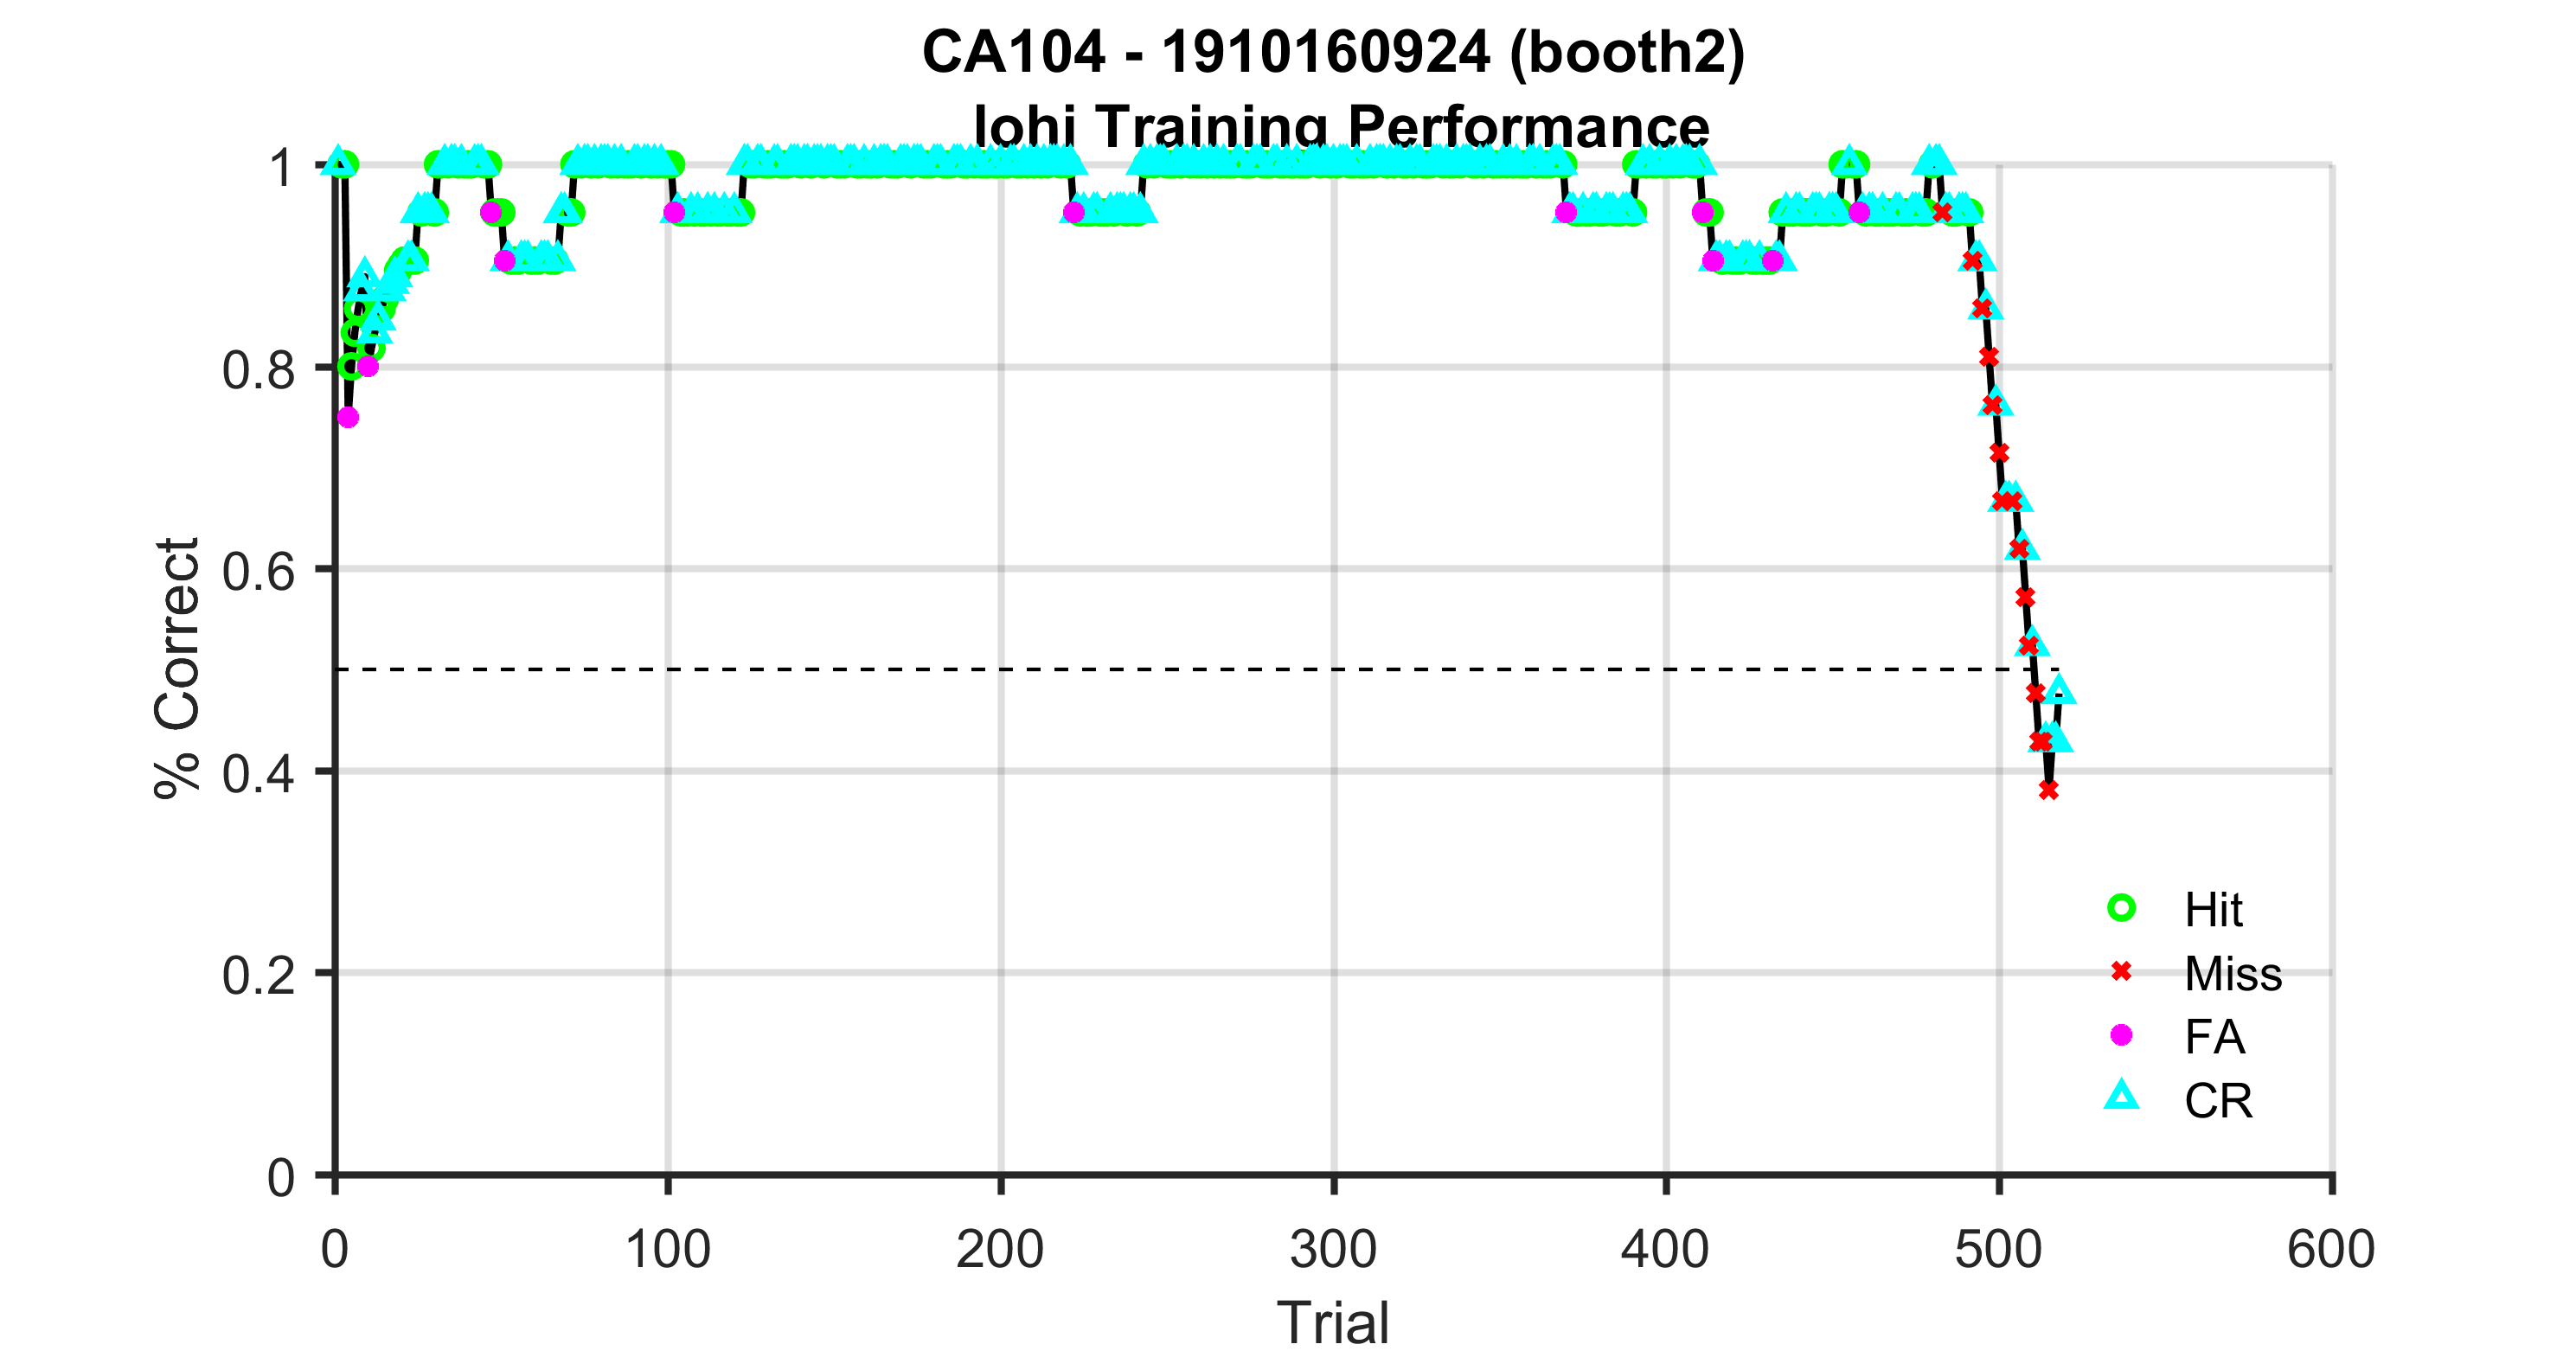 CA104 - 1910160924 (booth2)
lohi Training Performance
1
0.8
0.6
0.4
0.2
0
% Correct
Hit
Miss
FA
CR
0 100 200 300 400 500 600
Trial